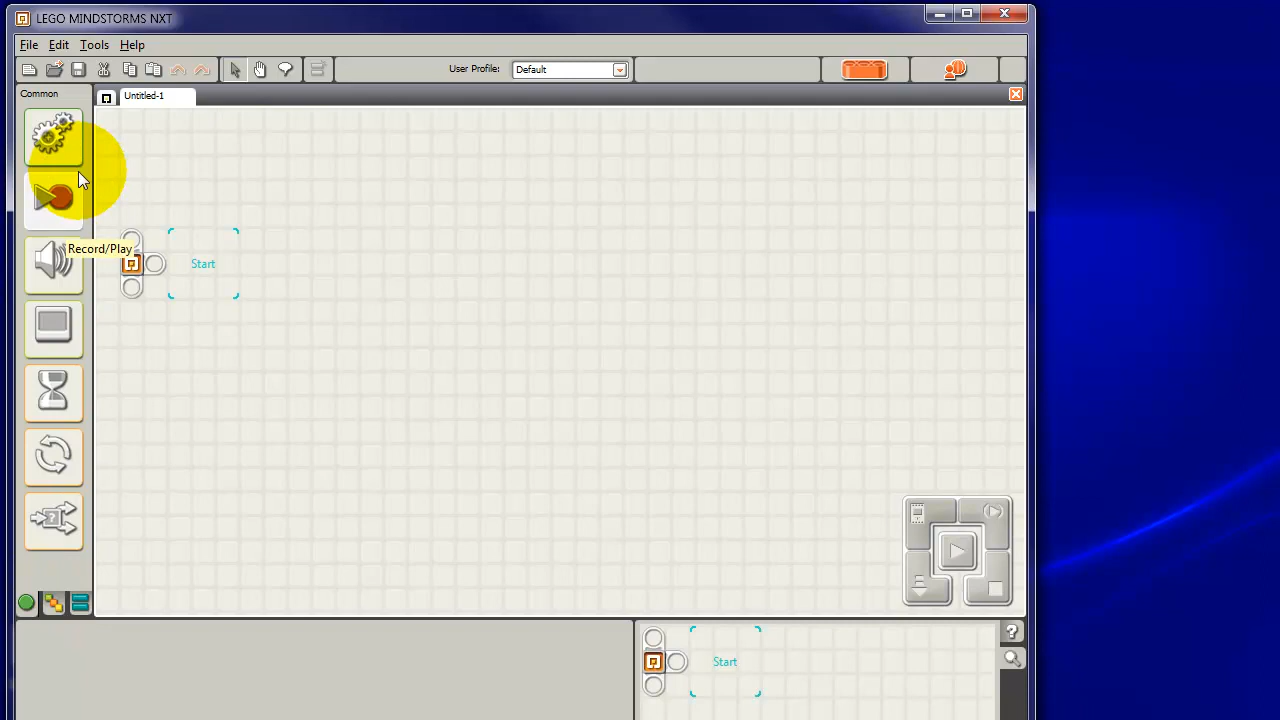 LEGO MINDSTORMS NXT
File Edit Tools Help
User Profile: Default
Common
Untitled-1
Record/Play
Start
?
Start
?